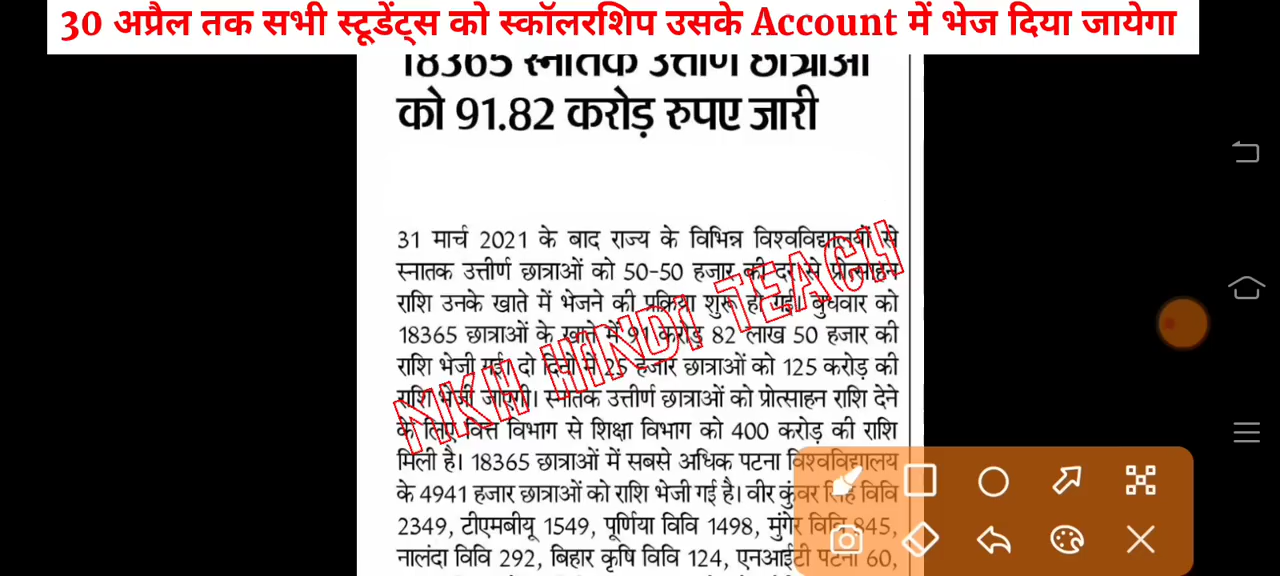 30 अप्रैल तक सभी स्टूडेंट्स को स्कॉलरशिप उसके Account में भेज दिया जायेगा
18365 स्नातक उत्तीर्ण छात्राओं
को 91.82 करोड़ रुपए जारी
31 मार्च 2021 के बाद राज्य के विभिन्न विश्वविद्यालयों से
स्नातक उत्तीर्ण छात्राओं को 50-50 हजार की दर से प्रोत्साहन
राशि उनके खाते में भेजने की प्रक्रिया शुरू हो गई। बुधवार को
18365 छात्राओं के खाते में 91 करोड़ 82 लाख 50 हजार की
राशि भेजी गई। दो दिनों में 25 हजार छात्राओं को 125 करोड़ की
राशि भेजी जाएगी। स्नातक उत्तीर्ण छात्राओं को प्रोत्साहन राशि देने
के लिए वित्त विभाग से शिक्षा विभाग को 400 करोड़ की राशि
मिली है। 18365 छात्राओं में सबसे अधिक पटना विश्वविद्यालय
के 4941 हजार छात्राओं को राशि भेजी गई है। वीर कुंवर सिंह विवि
2349, टीएमबीयू 1549, पूर्णिया विवि 1498, मुंगेर विवि 845,
नालंदा विवि 292, बिहार कृषि विवि 124, एनआईटी पटना 60,
NKH HINDI TEACH